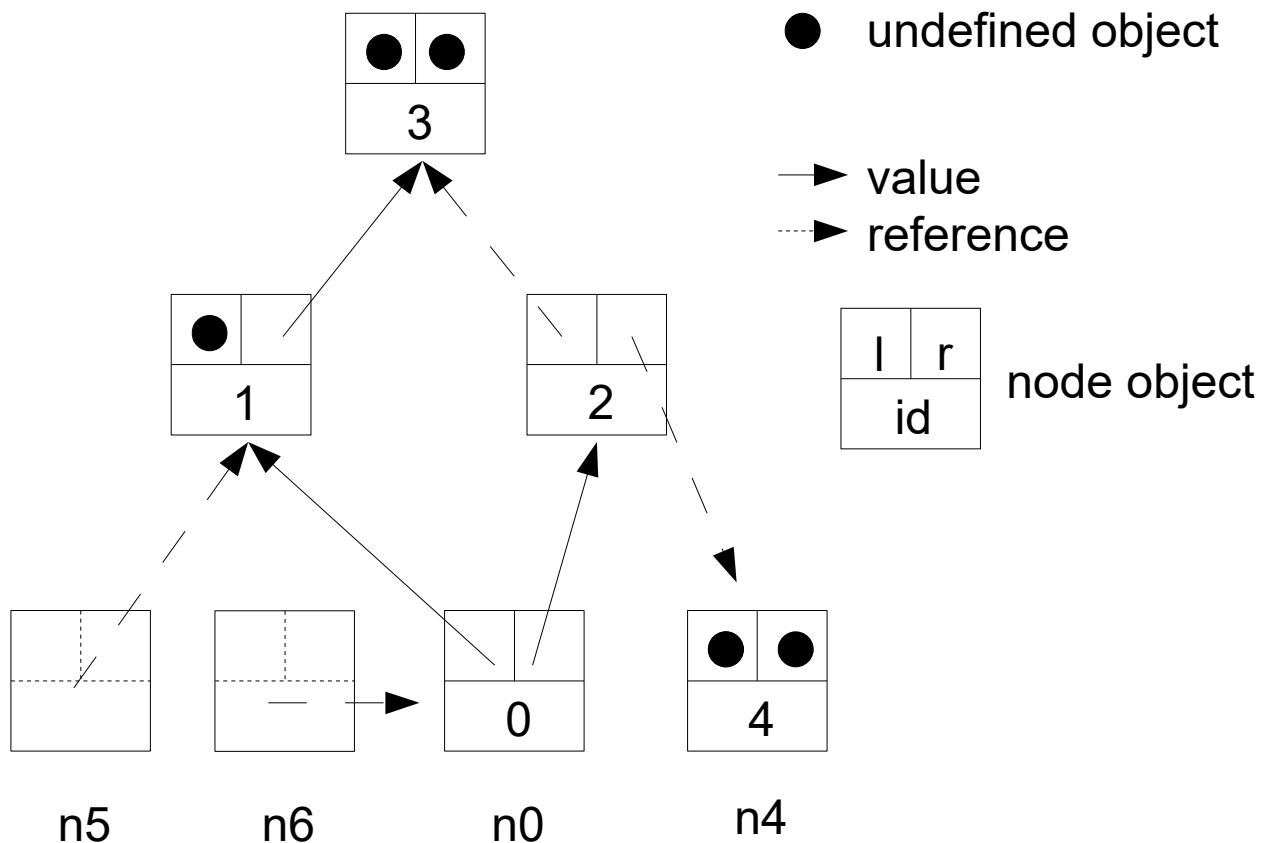 undefined object
3
value
reference
1
2
l r
id
node object
0
4
n5
n6
n0
n4